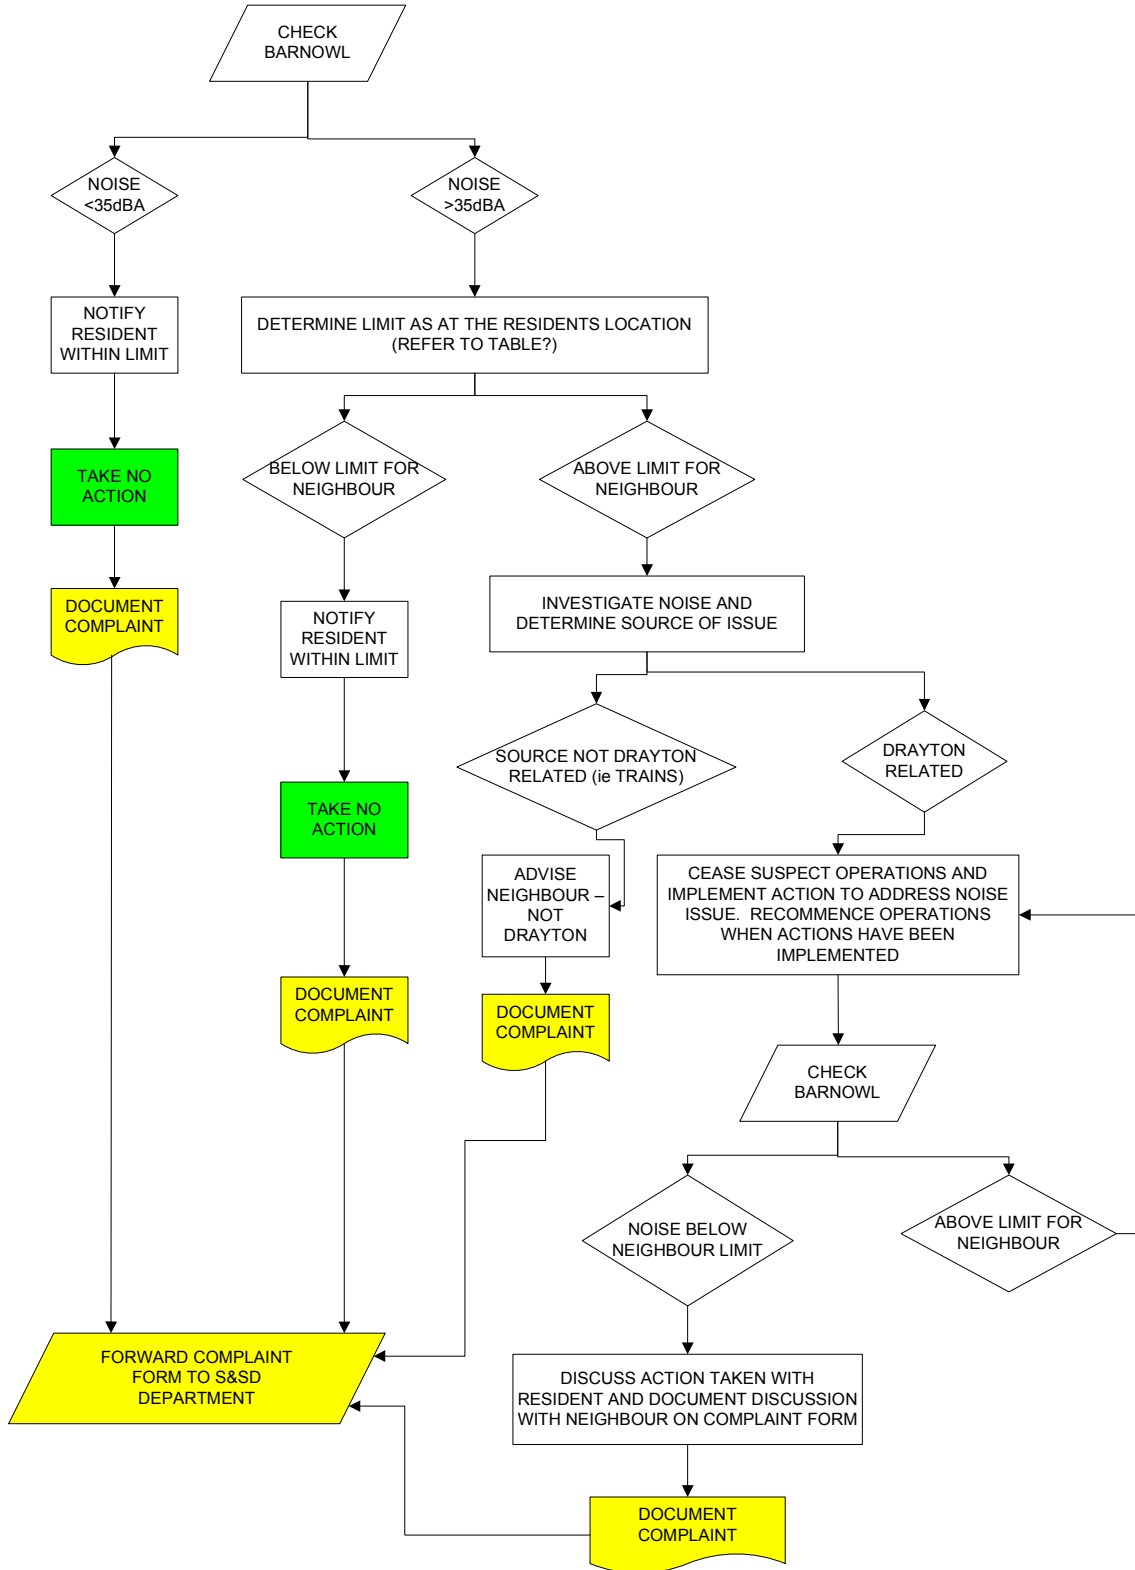 CHECK
BARNOWL
NOISE
<35dBA
NOISE
>35dBA
NOTIFY
RESIDENT
WITHIN LIMIT
DETERMINE LIMIT AS AT THE RESIDENTS LOCATION
(REFER TO TABLE?)
TAKE NO
ACTION
BELOW LIMIT FOR
NEIGHBOUR
ABOVE LIMIT FOR
NEIGHBOUR
DOCUMENT
COMPLAINT
INVESTIGATE NOISE AND
DETERMINE SOURCE OF ISSUE
NOTIFY
RESIDENT
WITHIN LIMIT
SOURCE NOT DRAYTON
RELATED (ie TRAINS)
DRAYTON
RELATED
TAKE NO
ACTION
ADVISE
NEIGHBOUR –
NOT
DRAYTON
CEASE SUSPECT OPERATIONS AND
IMPLEMENT ACTION TO ADDRESS NOISE
ISSUE.  RECOMMENCE OPERATIONS
WHEN ACTIONS HAVE BEEN
IMPLEMENTED
DOCUMENT
COMPLAINT
DOCUMENT
COMPLAINT
CHECK
BARNOWL
NOISE BELOW
NEIGHBOUR LIMIT
ABOVE LIMIT FOR
NEIGHBOUR
FORWARD COMPLAINT
FORM TO S&SD
DEPARTMENT
DISCUSS ACTION TAKEN WITH
RESIDENT AND DOCUMENT DISCUSSION
WITH NEIGHBOUR ON COMPLAINT FORM
DOCUMENT
COMPLAINT